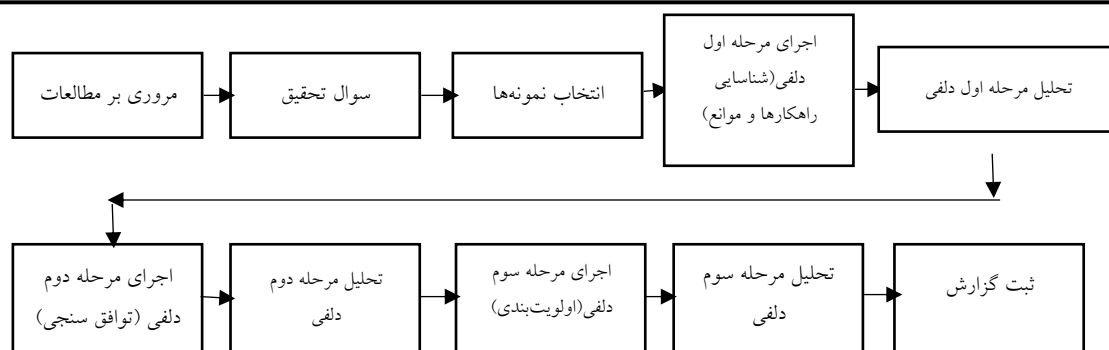 مروری بر مطالعات
سوال تحقیق
انتخاب نمونه‌ها
اجرای مرحله اول
دلفی(شناسایی
راهکارها و موانع)
تحلیل مرحله اول دلفی
اجرای مرحله دوم
دلفی (توافق سنجی)
تحلیل مرحله دوم
دلفی
اجرای مرحله سوم
دلفی(اولویت‌بندی)
تحلیل مرحله سوم
دلفی
ثبت گزارش